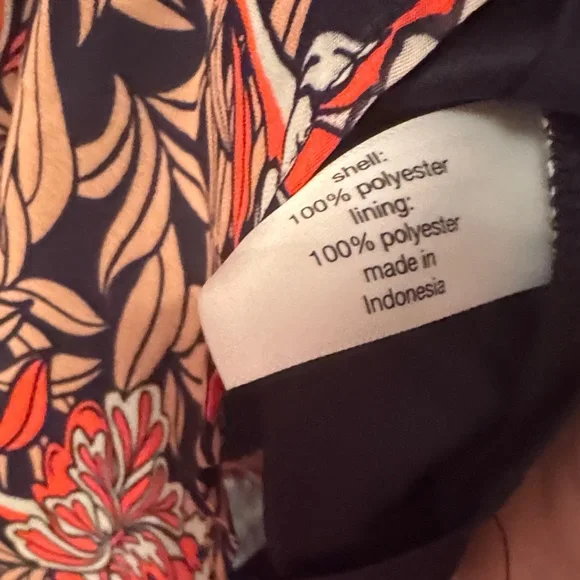 shell:
100% polyester
lining:
100% polyester
made in
Indonesia